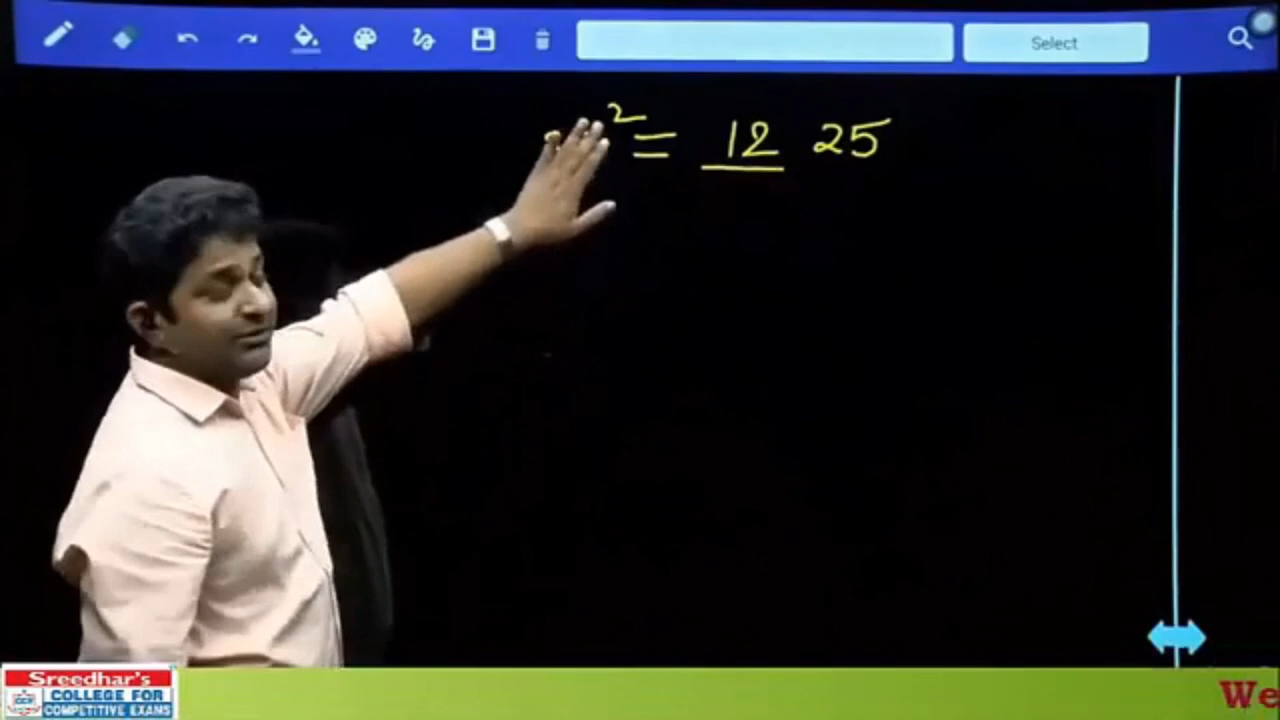 Select
² = 12 25
Sreedhar's
COLLEGE FOR
COMPETITIVE EXAMS
We